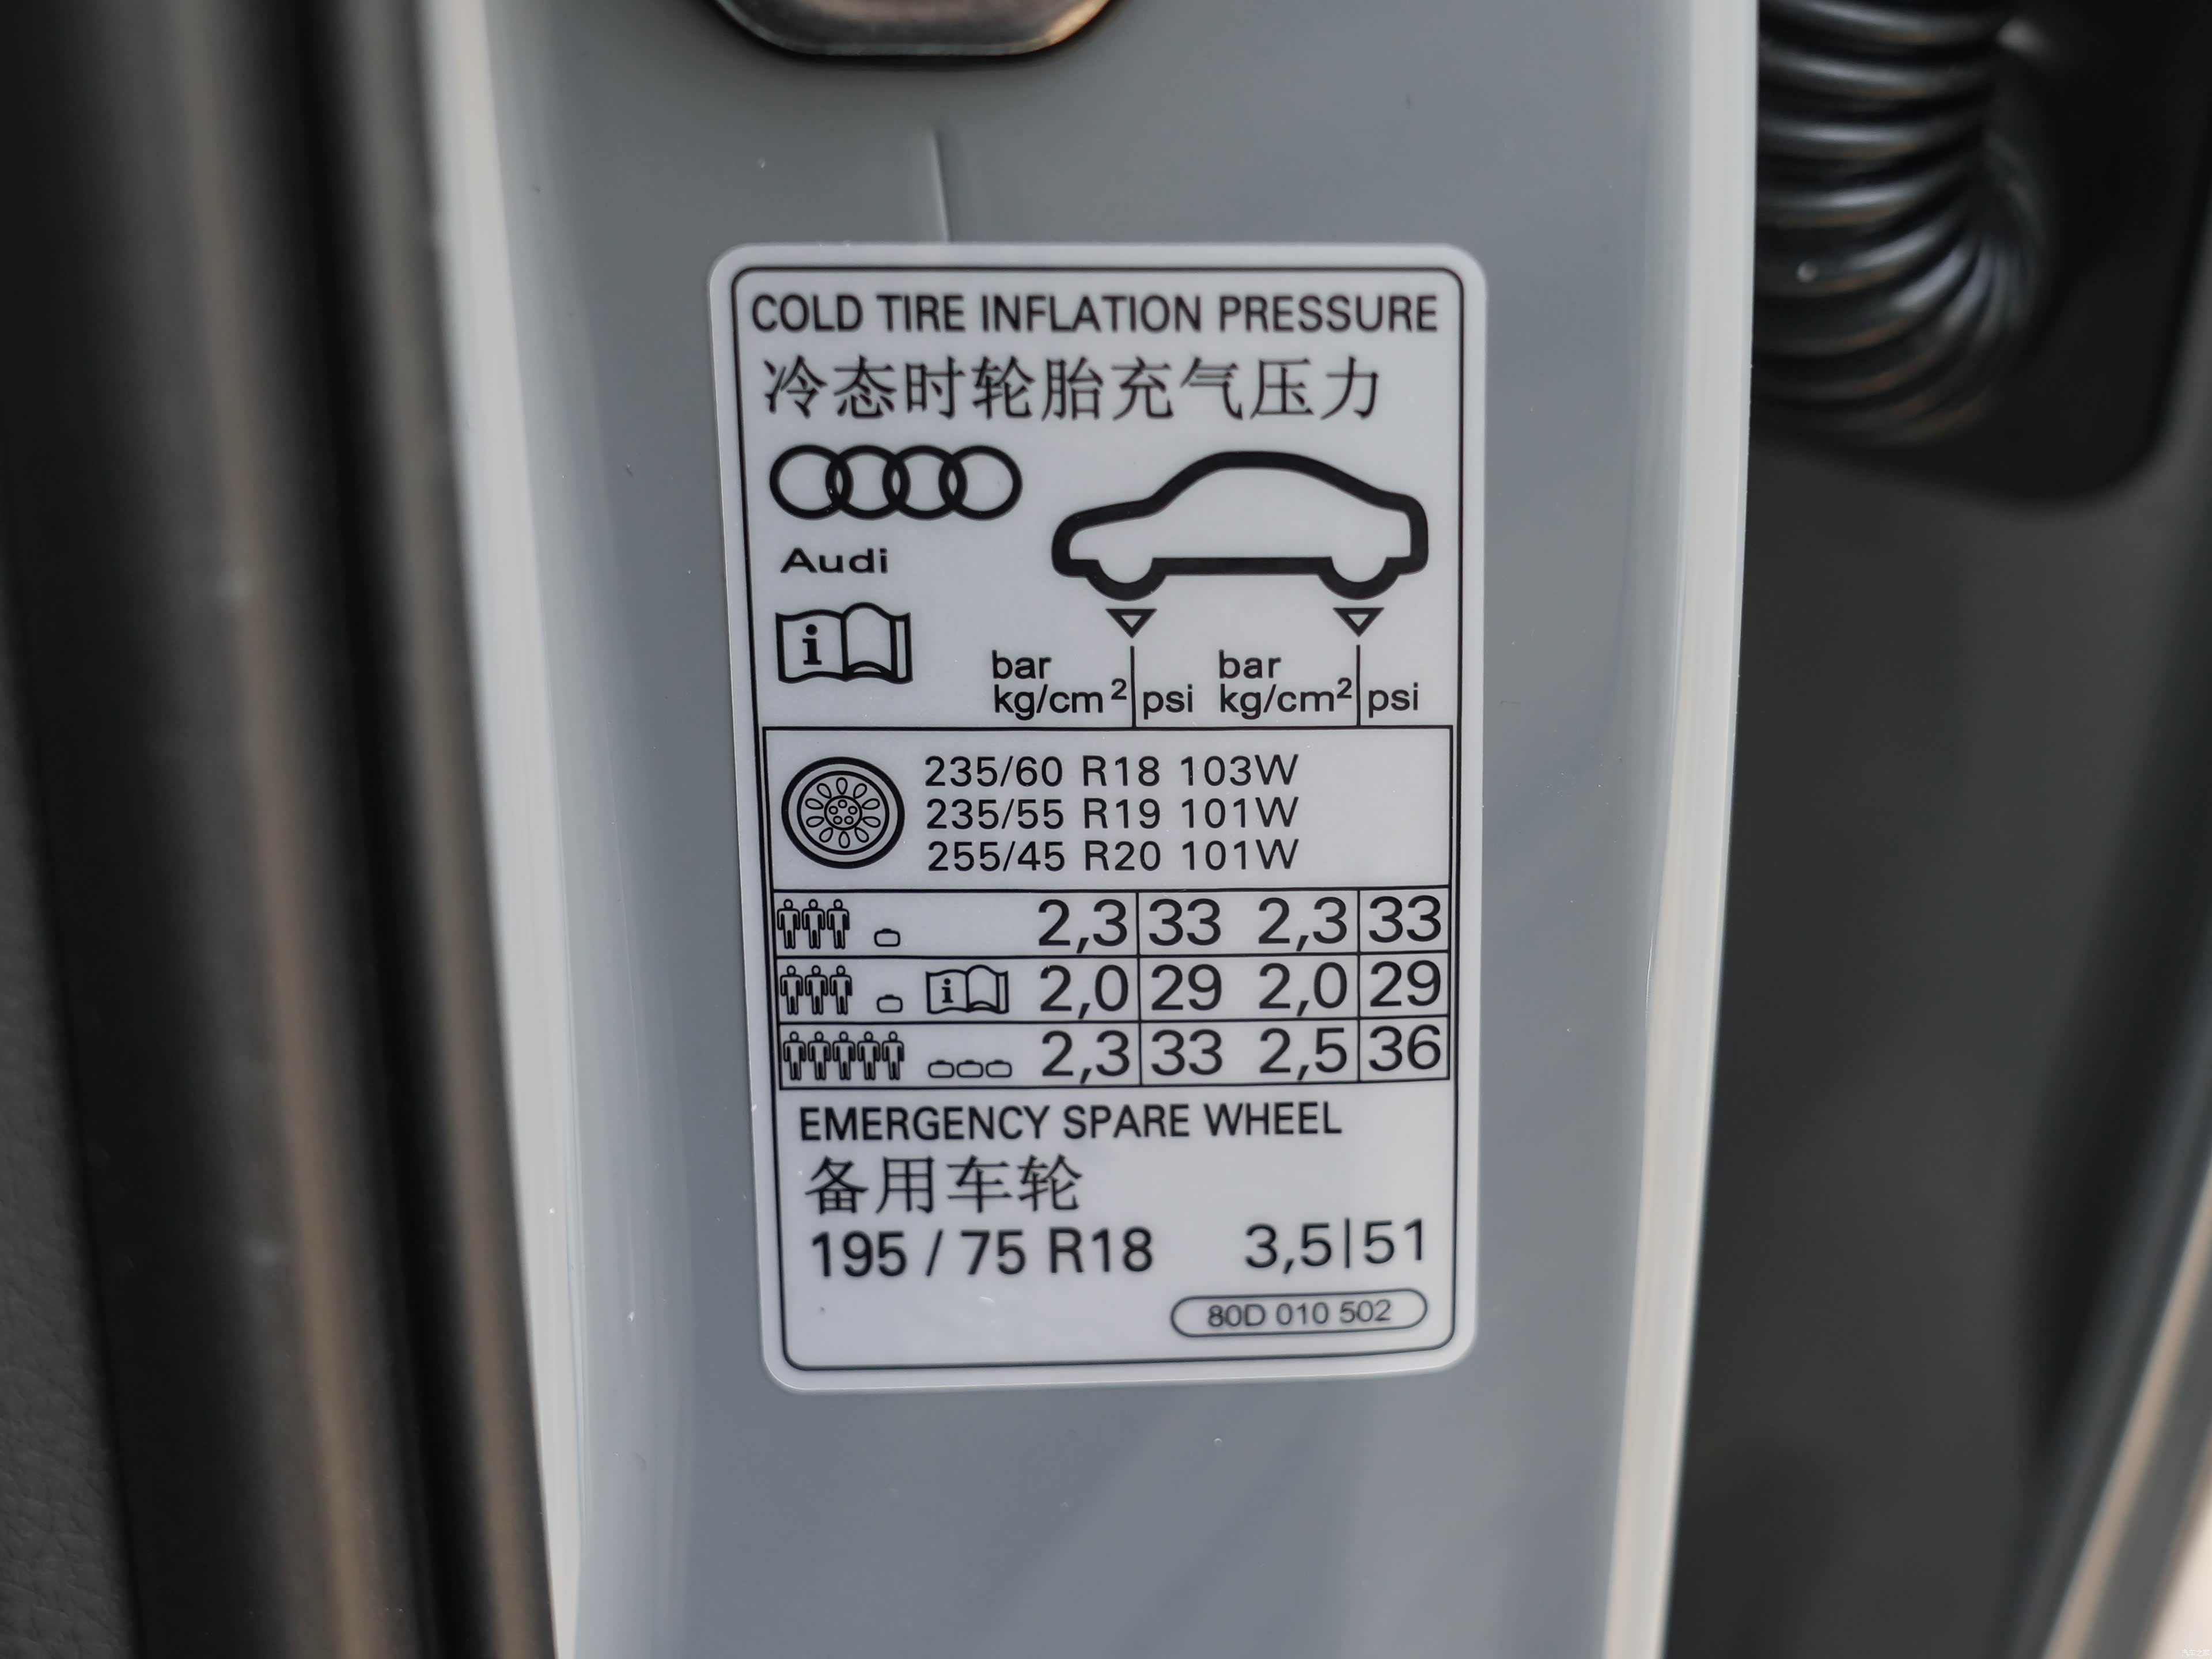 COLD TIRE INFLATION PRESSURE
冷态时轮胎充气压力
Audi
i
bar bar
kg/cm² psi kg/cm² psi
235/60 R18 103W
235/55 R19 101W
255/45 R20 101W
2,3 33 2,3 33
i 2,0 29 2,0 29
2,3 33 2,5 36
EMERGENCY SPARE WHEEL
备用车轮
195 / 75 R18 3,5|51
80D 010 502